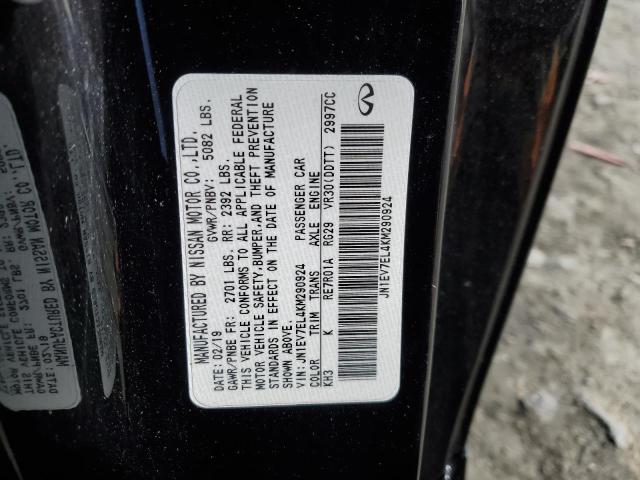 MANUFACTURED BY NISSAN MOTOR CO.,LTD.
DATE: 02/19 GVWR/PNBV: 5082 LBS.
GAWR/PNBE FR: 2701 LBS. RR: 2392 LBS.
THIS VEHICLE CONFORMS TO ALL APPLICABLE FEDERAL
MOTOR VEHICLE SAFETY,BUMPER,AND THEFT PREVENTION
STANDARDS IN EFFECT ON THE DATE OF MANUFACTURE
SHOWN ABOVE.
VIN: JN1EV7EL4KM290924 PASSENGER CAR
COLOR TRIM TRANS AXLE ENGINE
KH3 K RE7R01A RG29 VR30(DDTT) 2997CC
JN1EV7EL4KM290924